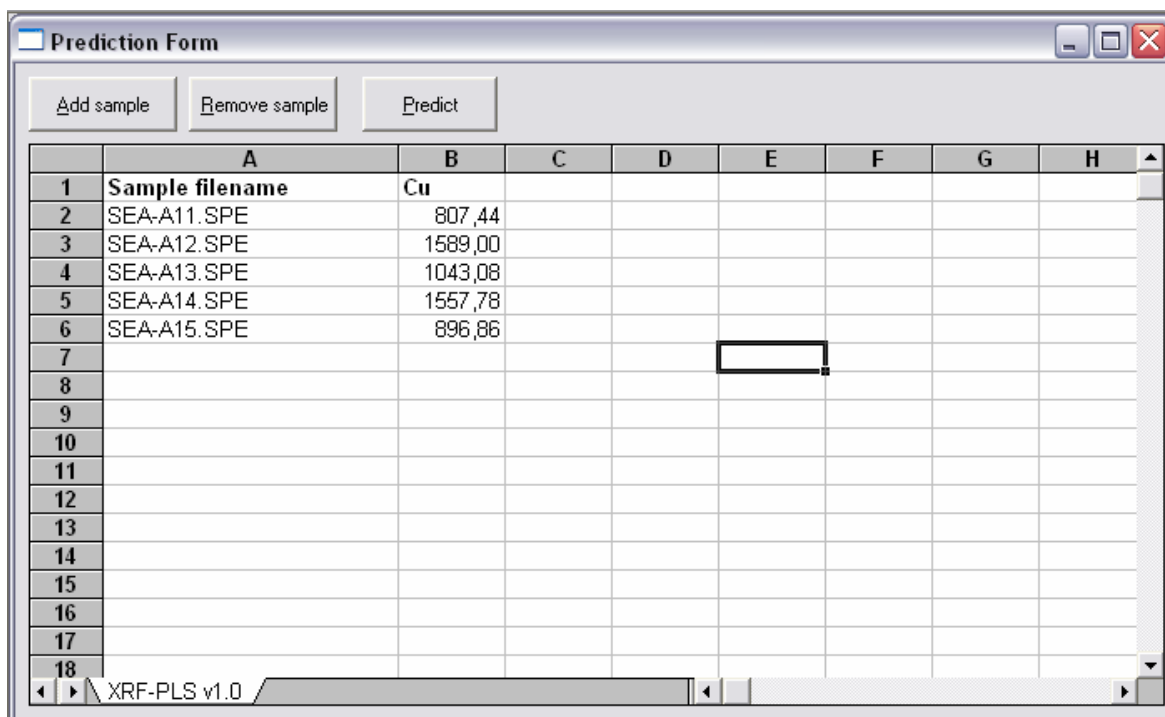 Prediction Form
Add sample Remove sample Predict
A B C D E F G H
1 Sample filename Cu
2 SEA-A11.SPE 807,44
3 SEA-A12.SPE 1589,00
4 SEA-A13.SPE 1043,08
5 SEA-A14.SPE 1557,78
6 SEA-A15.SPE 896,86
7
8
9
10
11
12
13
14
15
16
17
18
XRF-PLS v1.0